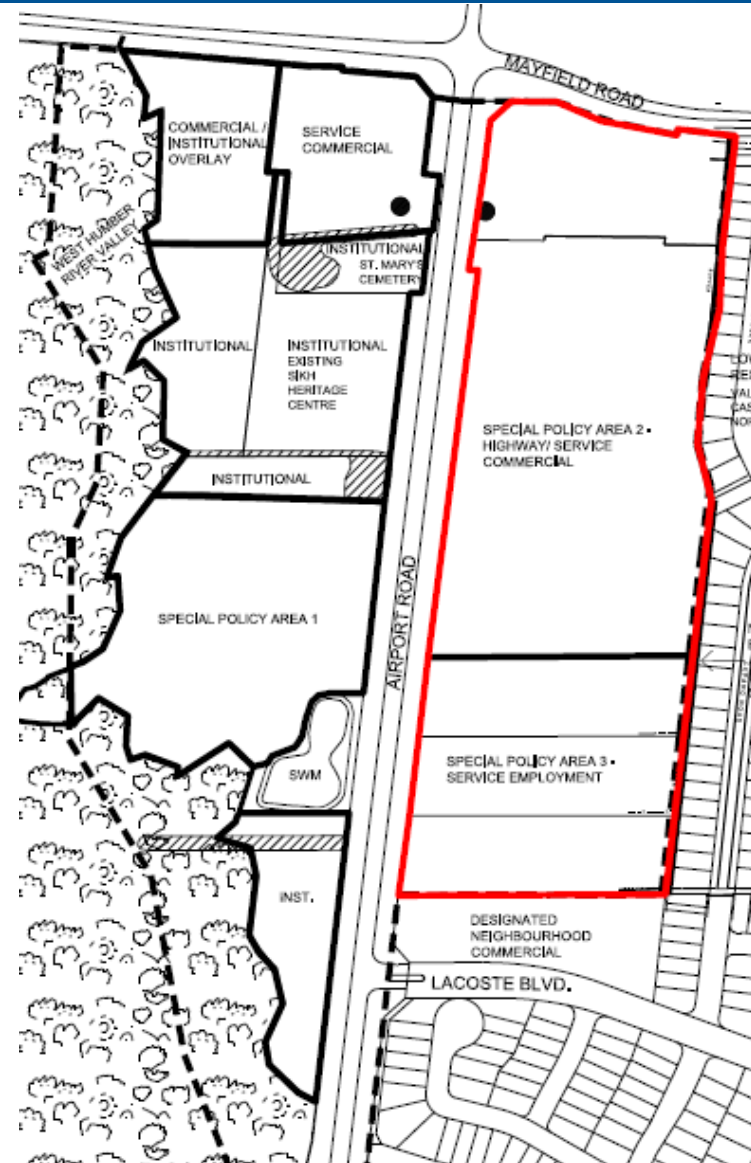 MAYFIELD ROAD
COMMERCIAL /
INSTITUTIONAL
OVERLAY
SERVICE
COMMERCIAL
WEST HUMBER
RIVER VALLEY
INSTITUTIONAL
ST. MARY'S
CEMETERY
INSTITUTIONAL
INSTITUTIONAL
EXISTING
SIKH
HERITAGE
CENTRE
SPECIAL POLICY AREA 2 -
HIGHWAY/ SERVICE
COMMERCIAL
INSTITUTIONAL
SPECIAL POLICY AREA 1
AIRPORT ROAD
SWM
SPECIAL POLICY AREA 3 -
SERVICE EMPLOYMENT
INST.
DESIGNATED
NEIGHBOURHOOD
COMMERCIAL
LACOSTE BLVD.